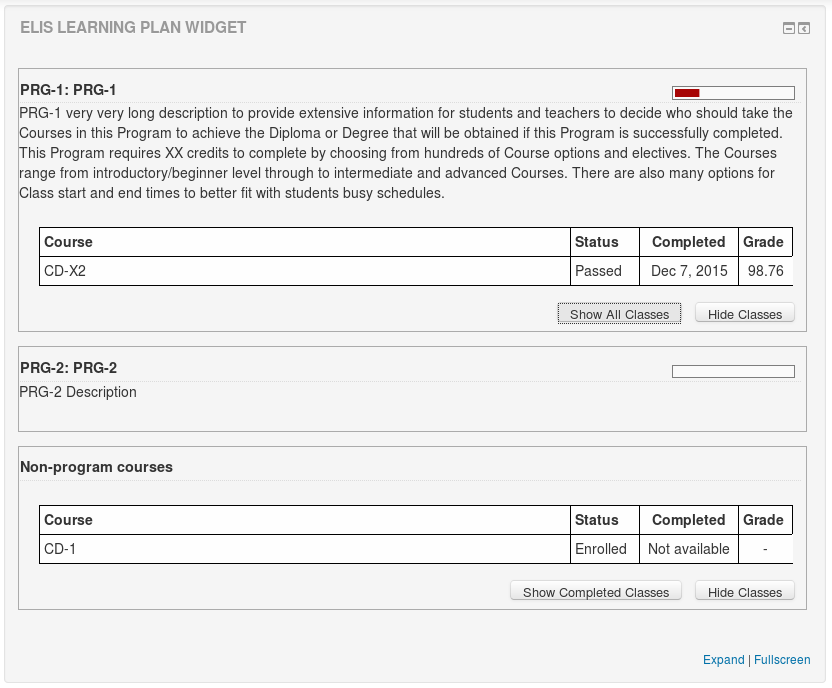 ELIS LEARNING PLAN WIDGET
PRG-1: PRG-1
PRG-1 very very long description to provide extensive information for students and teachers to decide who should take the
Courses in this Program to achieve the Diploma or Degree that will be obtained if this Program is successfully completed.
This Program requires XX credits to complete by choosing from hundreds of Course options and electives. The Courses
range from introductory/beginner level through to intermediate and advanced Courses. There are also many options for
Class start and end times to better fit with students busy schedules.
Course Status Completed Grade
CD-X2 Passed Dec 7, 2015 98.76
Show All Classes Hide Classes
PRG-2: PRG-2
PRG-2 Description
Non-program courses
Course Status Completed Grade
CD-1 Enrolled Not available -
Show Completed Classes Hide Classes
Expand | Fullscreen